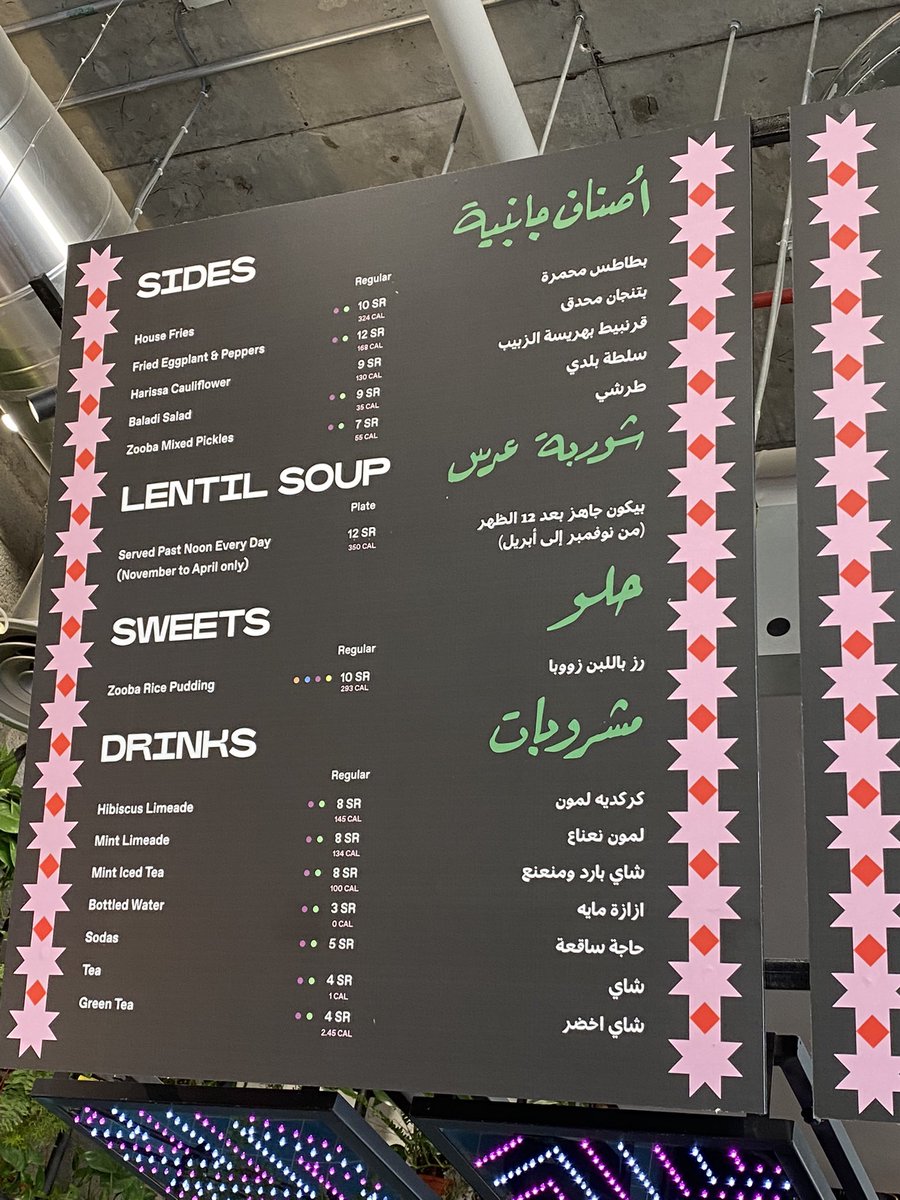 SIDES
أصناف جانبية
Regular
House Fries 10 SR بطاطس محمرة
324 CAL
Fried Eggplant & Peppers 12 SR بتنجان محدق
168 CAL
Harissa Cauliflower 9 SR قرنبيط بهريسة الزبيب
130 CAL
Baladi Salad 9 SR سلطة بلدي
35 CAL
Zooba Mixed Pickles 7 SR طرشي
55 CAL
LENTIL SOUP
شوربة عدس
Plate
Served Past Noon Every Day 12 SR بيكون جاهز بعد 12 الظهر
350 CAL
(November to April only) (من نوفمبر إلى أبريل)
SWEETS
حلو
Regular
Zooba Rice Pudding 10 SR رز باللبن زووبا
293 CAL
DRINKS
مشروبات
Regular
Hibiscus Limeade 8 SR كركديه لمون
145 CAL
Mint Limeade 8 SR لمون نعناع
134 CAL
Mint Iced Tea 8 SR شاي بارد ومنعنع
100 CAL
Bottled Water 3 SR ازازة مايه
0 CAL
Sodas 5 SR حاجة ساقعة
Tea 4 SR شاي
1 CAL
Green Tea 4 SR شاي اخضر
2.45 CAL